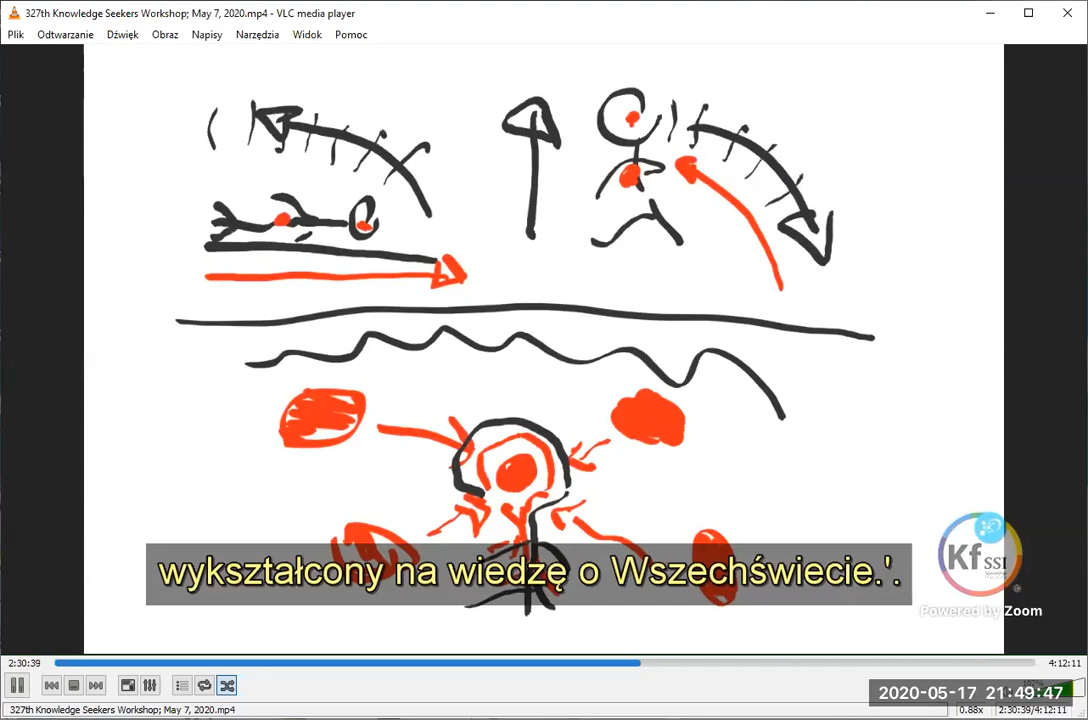 327th Knowledge Seekers Workshop; May 7, 2020.mp4 - VLC media player
Plik Odtwarzanie Dźwięk Obraz Napisy Narzędzia Widok Pomoc
Kf SSI
wykształcony na wiedzę o Wszechświecie.'.
Powered by Zoom
2:30:39
4:12:11
2020-05-17 21:49:47
327th Knowledge Seekers Workshop; May 7, 2020.mp4
0.88x
2:30:39/4:12:11